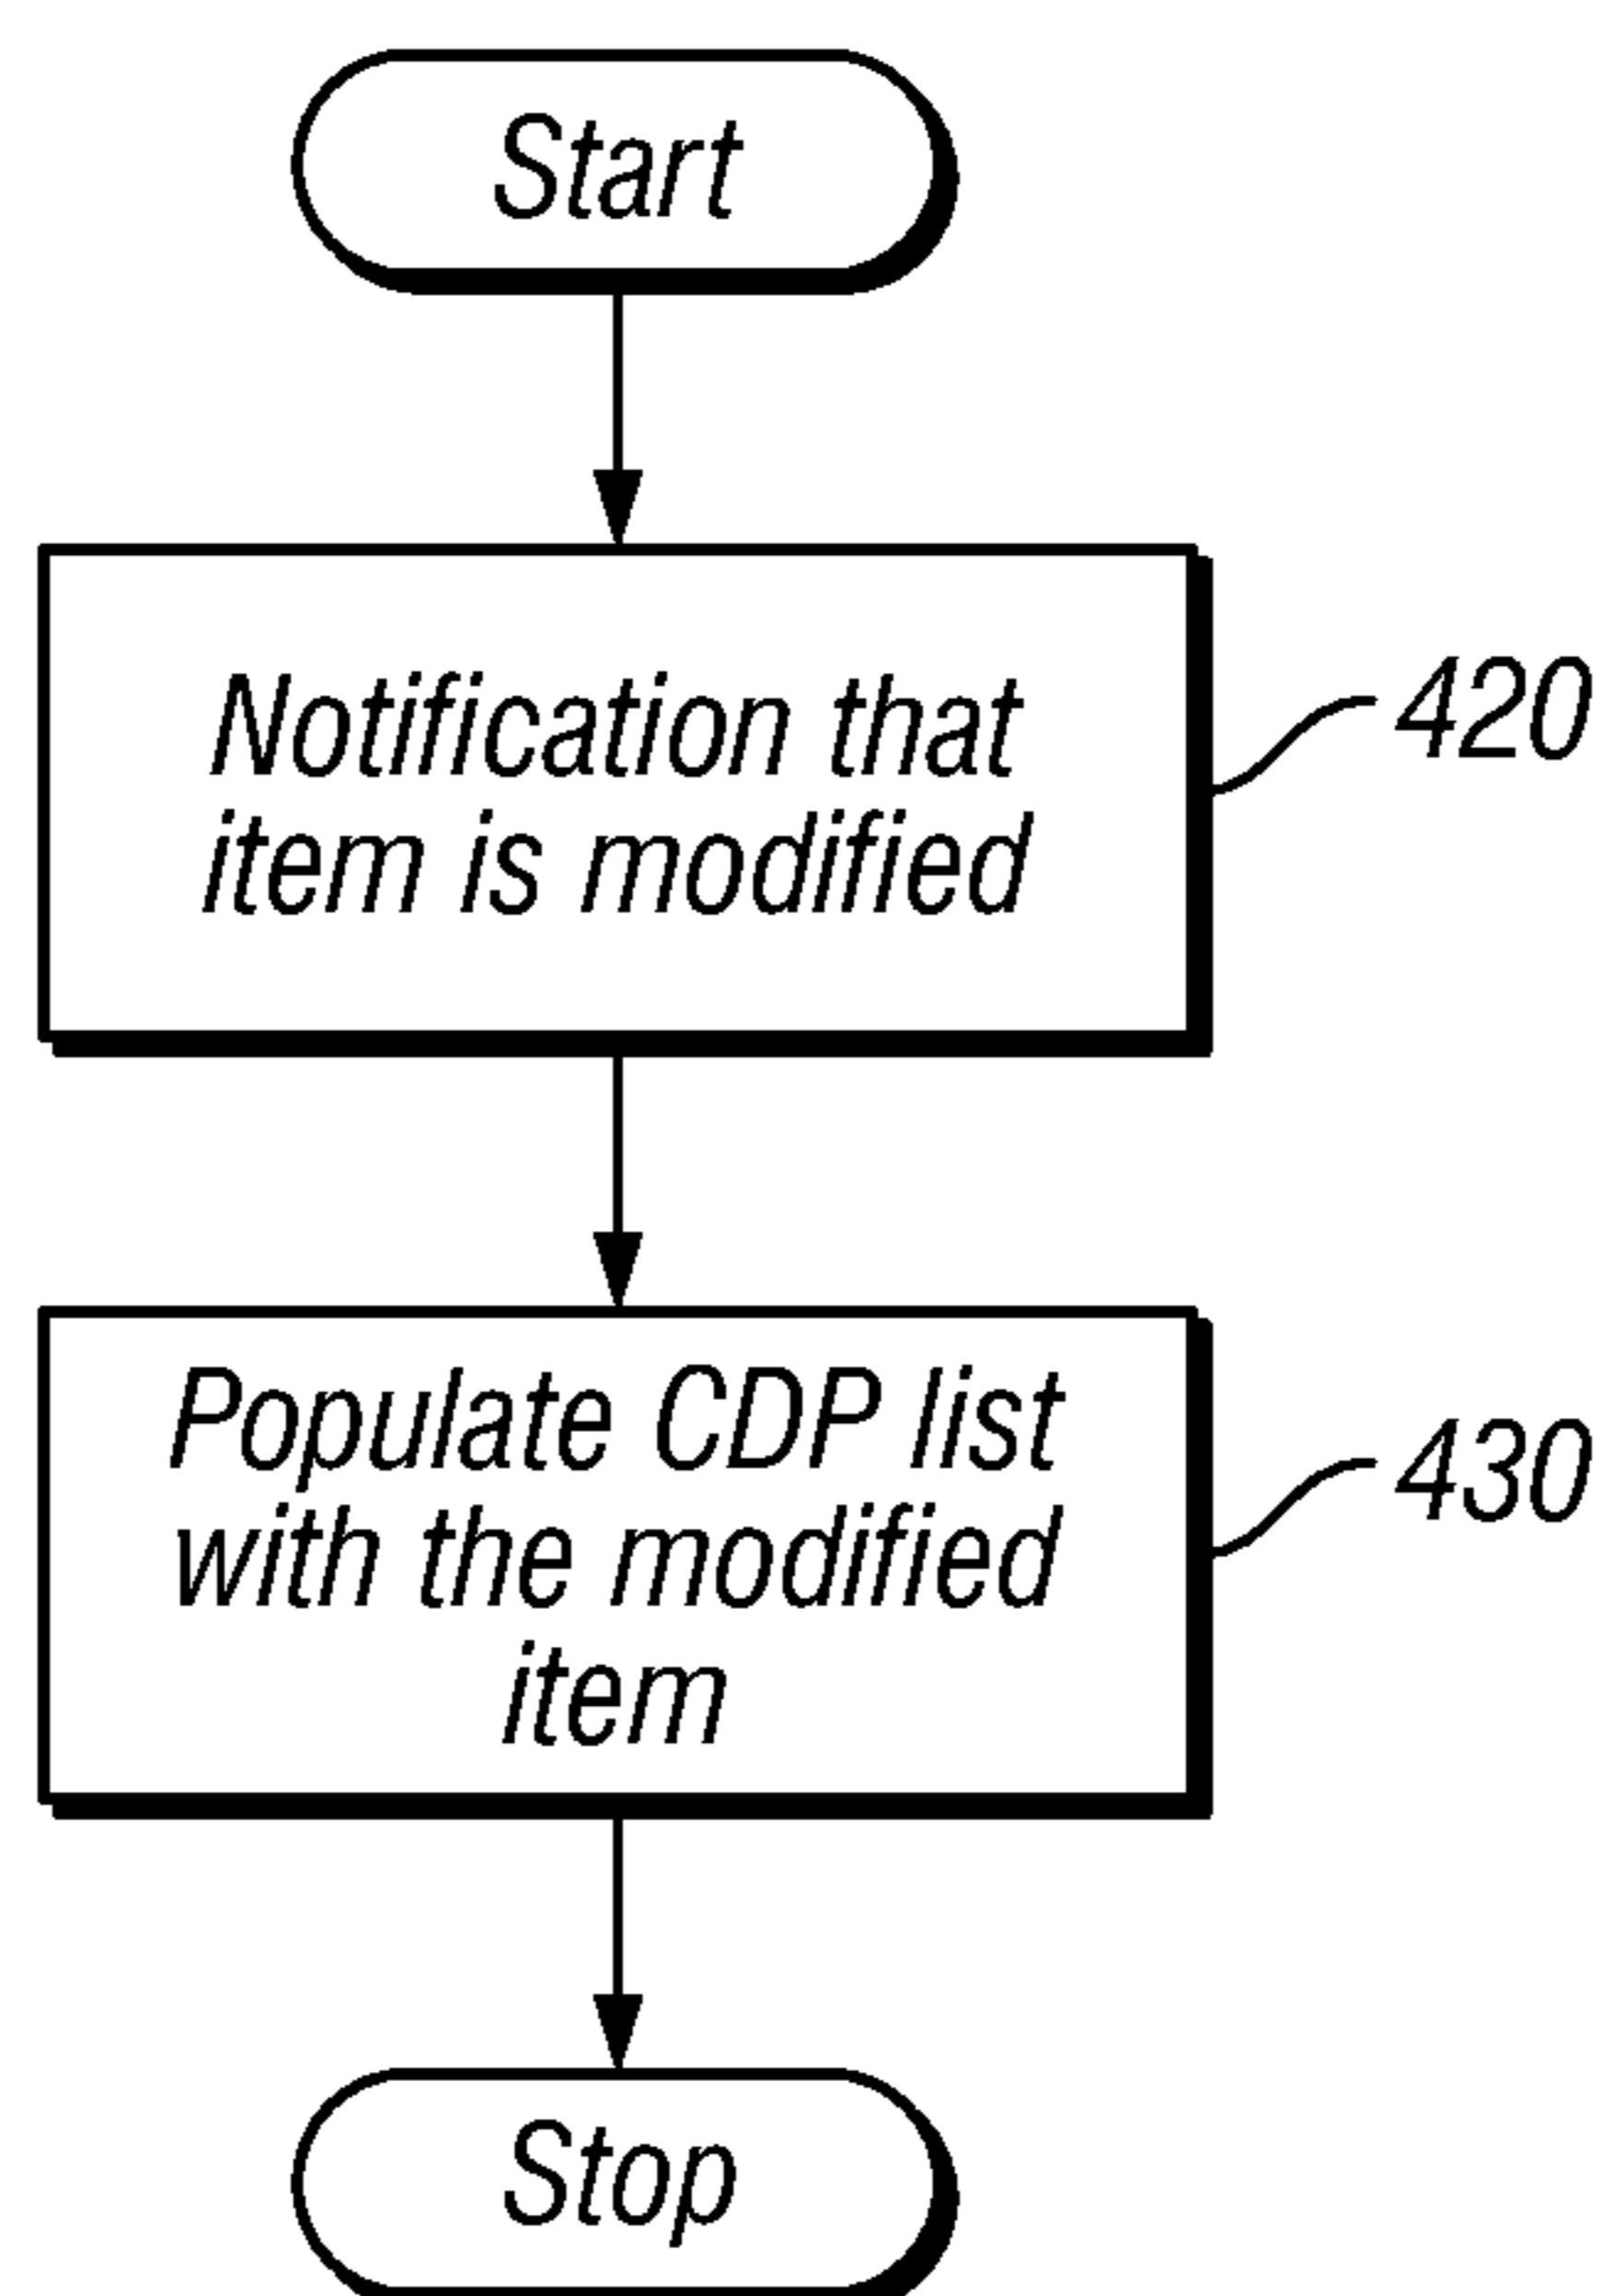 Start
Notification that
item is modified
420
Populate CDP list
with the modified
item
430
Stop